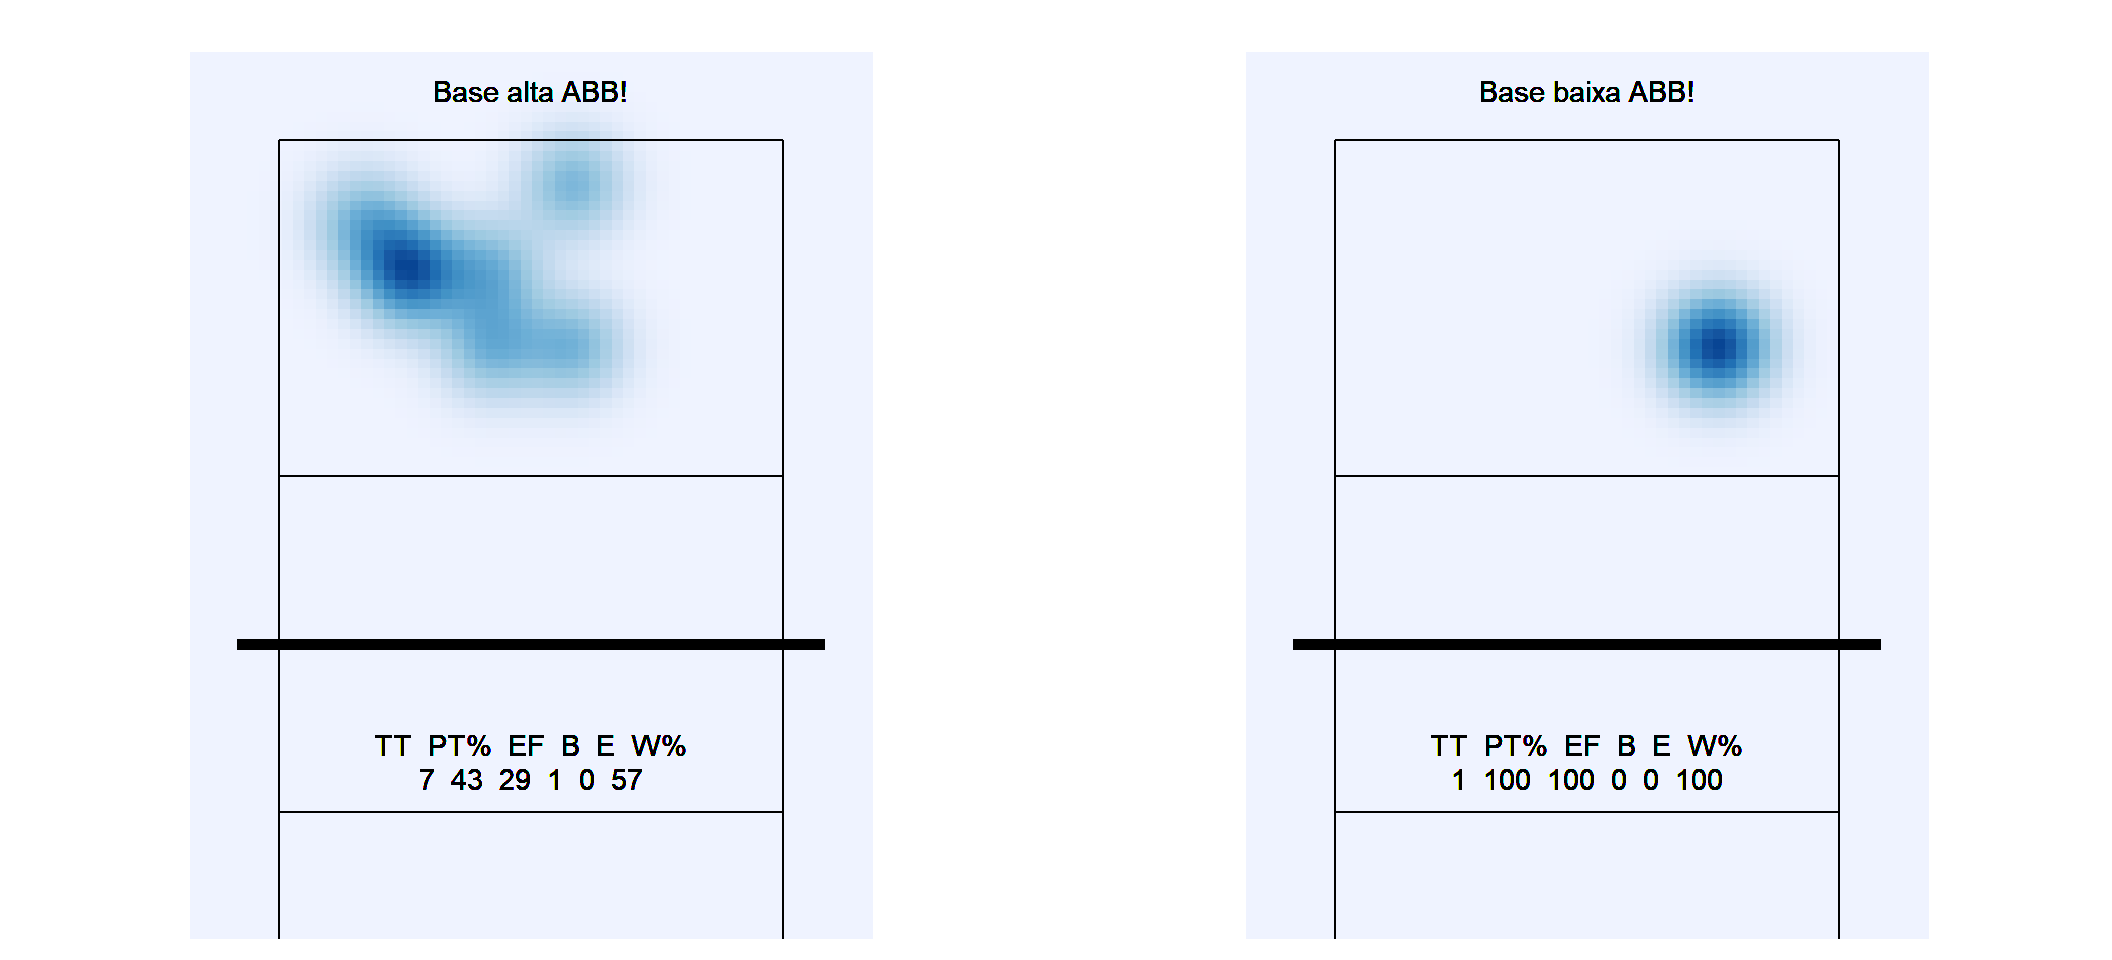 Base alta ABB!
TT PT% EF B E W%
7 43 29 1 0 57
Base baixa ABB!
TT PT% EF B E W%
1 100 100 0 0 100